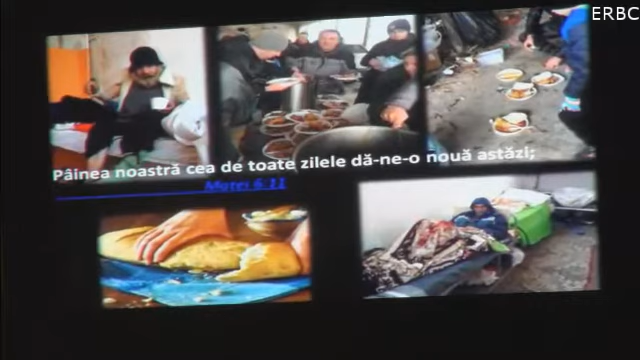 ERBC
Pâinea noastră cea de toate zilele dă-ne-o nouă astăzi;
Matei 6:11